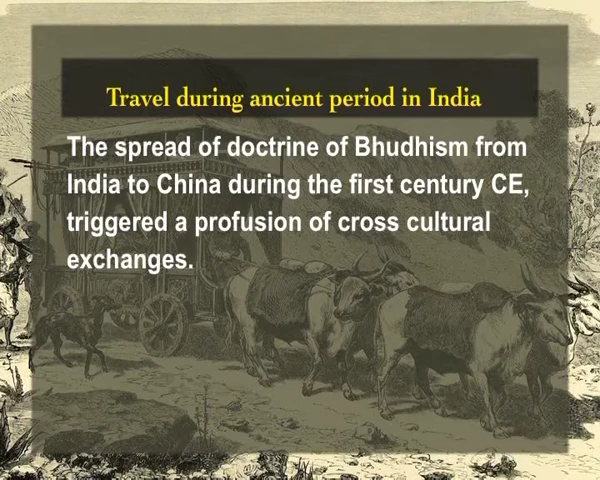 Travel during ancient period in India
The spread of doctrine of Bhudhism from
India to China during the first century CE,
triggered a profusion of cross cultural
exchanges.